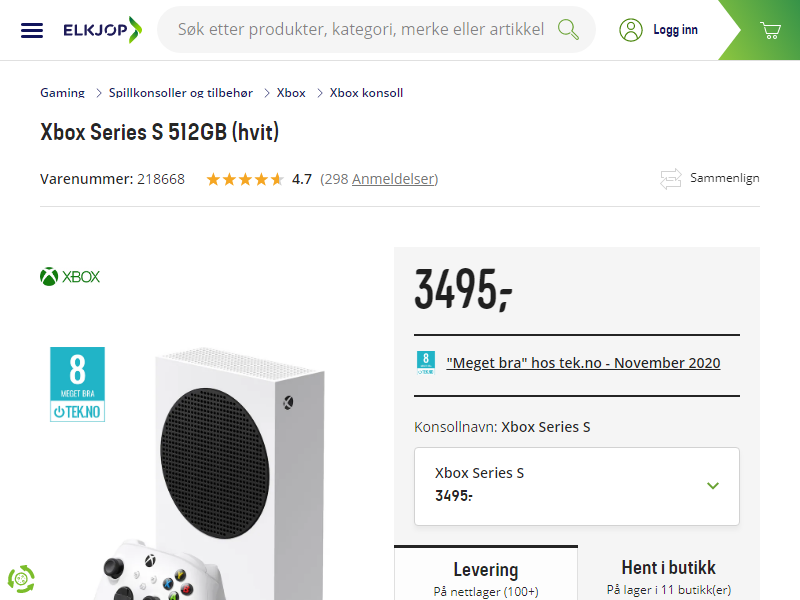 ELKJOP
Søk etter produkter, kategori, merke eller artikkel
Logg inn
Gaming
Spillkonsoller og tilbehør
Xbox
Xbox konsoll
Xbox Series S 512GB (hvit)
Varenummer: 218668
4.7 (298 Anmeldelser)
Sammenlign
XBOX
8
MEGET BRA
TEK.NO
3495,-
8
"Meget bra" hos tek.no - November 2020
Konsollnavn: Xbox Series S
Xbox Series S
3495,-
Levering
På nettlager (100+)
Hent i butikk
På lager i 11 butikk(er)